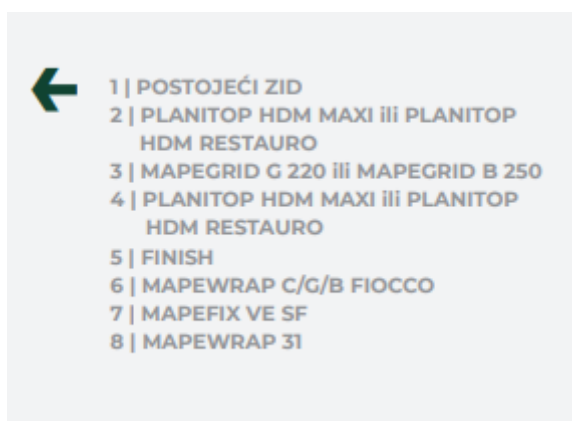 1 | POSTOJEĆI ZID
2 | PLANITOP HDM MAXI ili PLANITOP
HDM RESTAURO
3 | MAPEGRID G 220 ili MAPEGRID B 250
4 | PLANITOP HDM MAXI ili PLANITOP
HDM RESTAURO
5 | FINISH
6 | MAPEWRAP C/G/B FIOCCO
7 | MAPEFIX VE SF
8 | MAPEWRAP 31